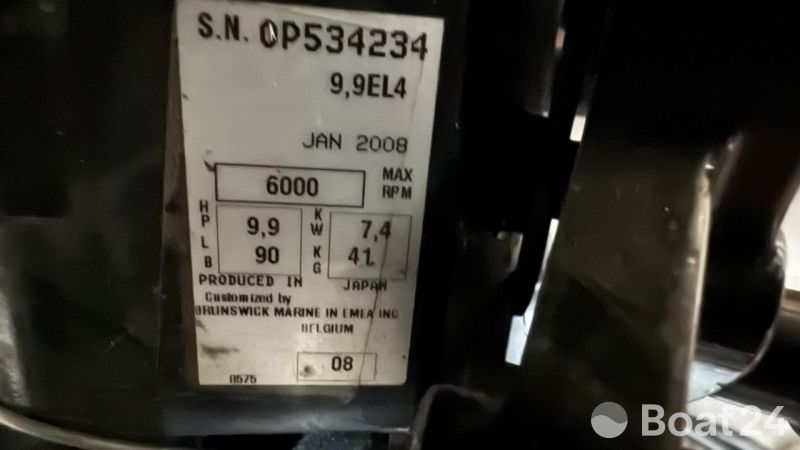 S.N. 0P534234
9,9EL4
JAN 2008
6000 MAX RPM
HP 9,9 KW 7,4
LB 90 KG 41
PRODUCED IN JAPAN
Customized by
BRUNSWICK MARINE IN EMEA INC
BELGIUM
08
0575
Boat24